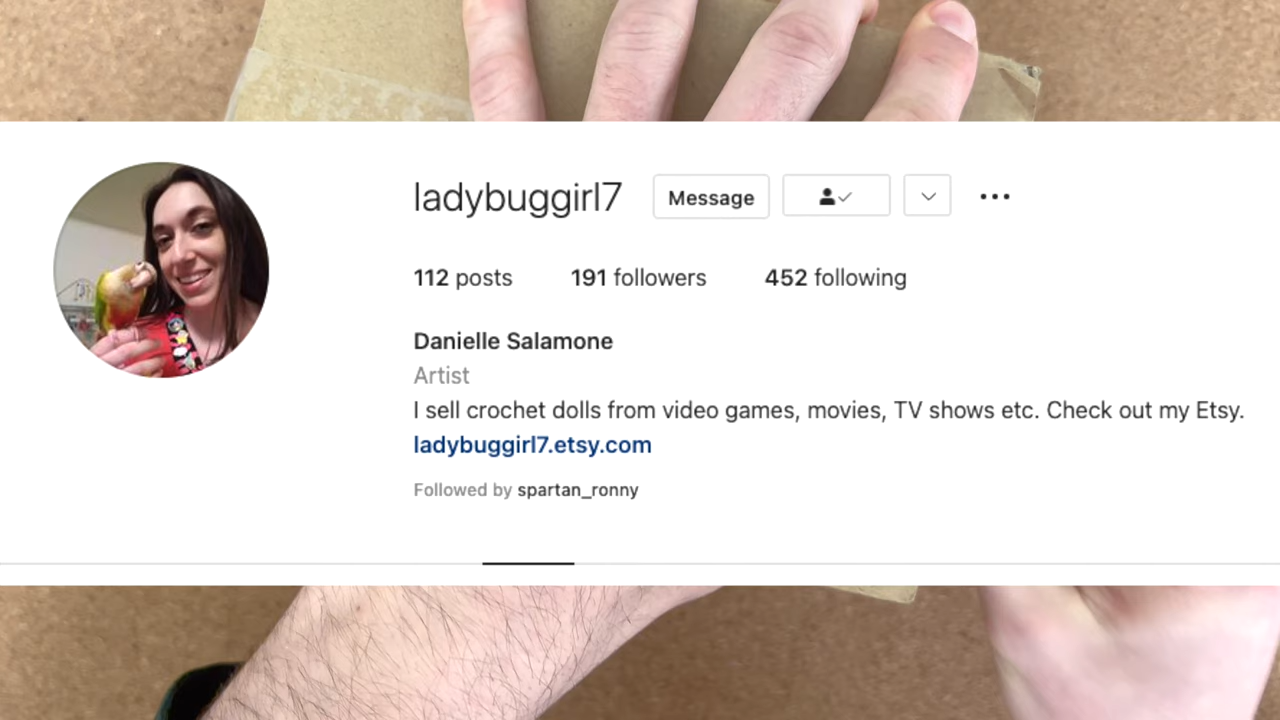 ladybuggirl7 Message
112 posts 191 followers 452 following
Danielle Salamone
Artist
I sell crochet dolls from video games, movies, TV shows etc. Check out my Etsy.
ladybuggirl7.etsy.com
Followed by spartan_ronny